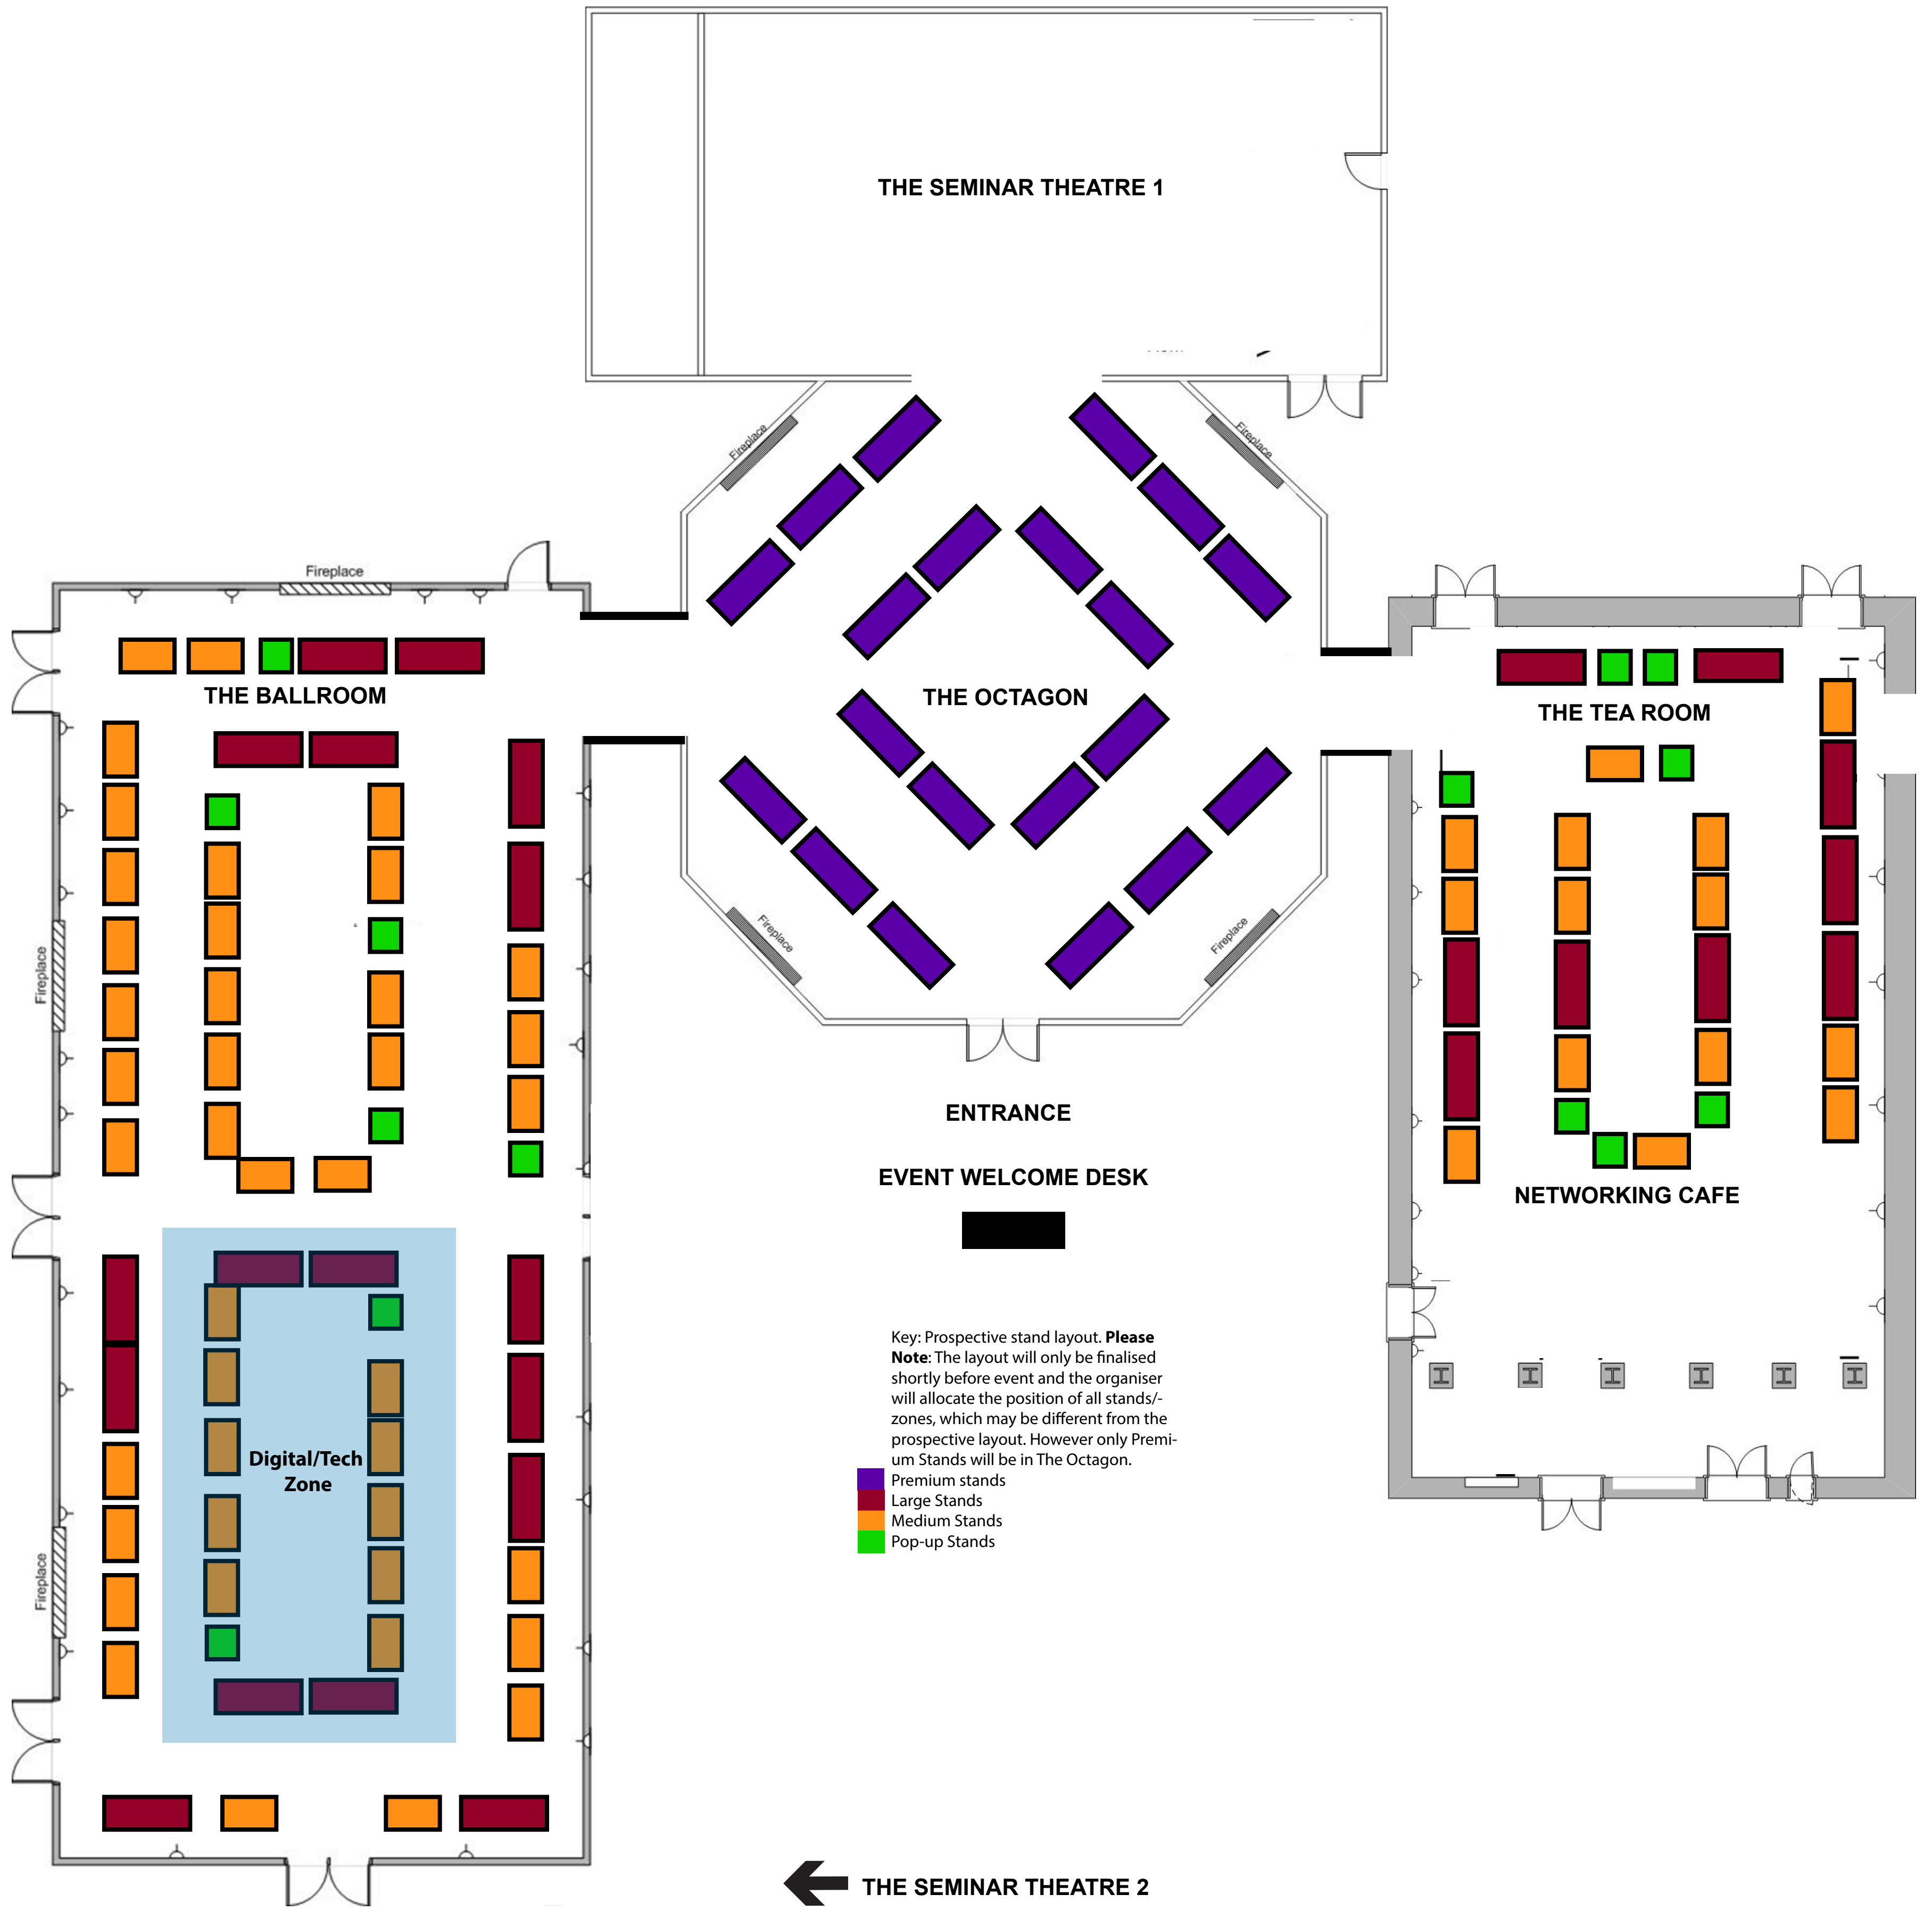 THE SEMINAR THEATRE 1
Fireplace
Fireplace
Fireplace
THE BALLROOM
THE OCTAGON
THE TEA ROOM
Fireplace
Fireplace
Fireplace
ENTRANCE
EVENT WELCOME DESK
NETWORKING CAFE
Key: Prospective stand layout. Please
Note: The layout will only be finalised
shortly before event and the organiser
will allocate the position of all stands/-
zones, which may be different from the
prospective layout. However only Premi-
um Stands will be in The Octagon.
Premium stands
Large Stands
Medium Stands
Pop-up Stands
Digital/Tech
Zone
Fireplace
THE SEMINAR THEATRE 2